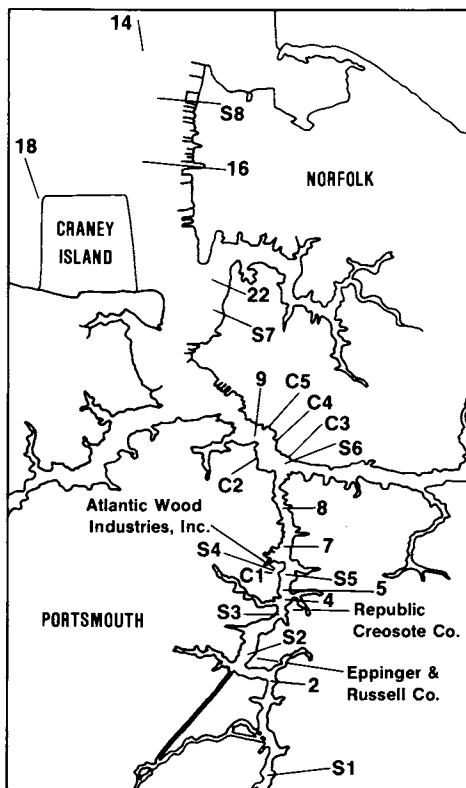 14
S8
18
16
NORFOLK
CRANEY
ISLAND
22
S7
9
C5
C4
C3
S6
C2
Atlantic Wood
Industries, Inc.
8
7
S4
C1
S5
5
4
S3
Republic
Creosote Co.
PORTSMOUTH
S2
Eppinger &
Russell Co.
2
S1